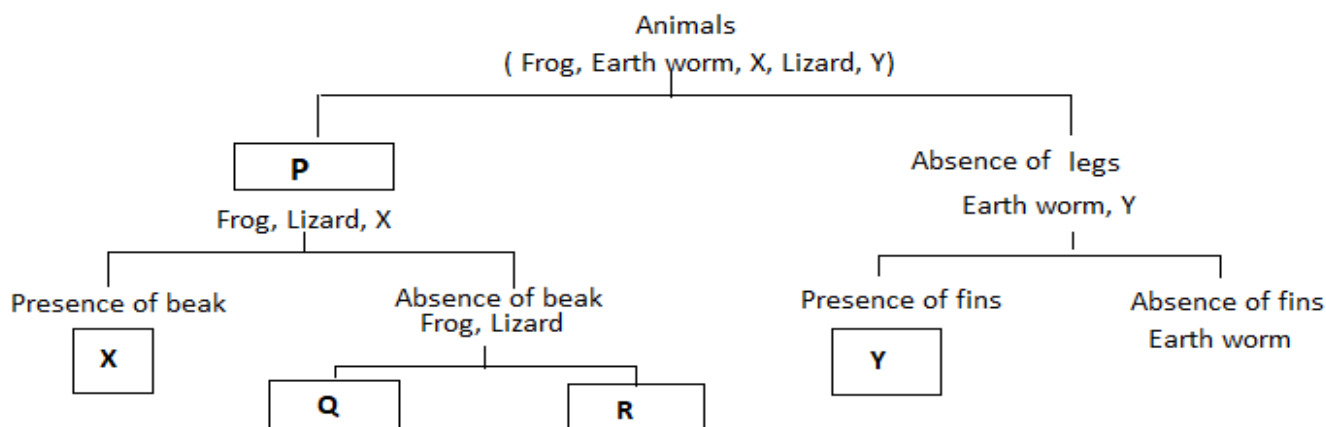 Animals
( Frog, Earth worm, X, Lizard, Y)
P
Absence of legs
Frog, Lizard, X
Earth worm, Y
Presence of beak
Absence of beak
Frog, Lizard
Presence of fins
Absence of fins
Earth worm
X
Y
Q
R